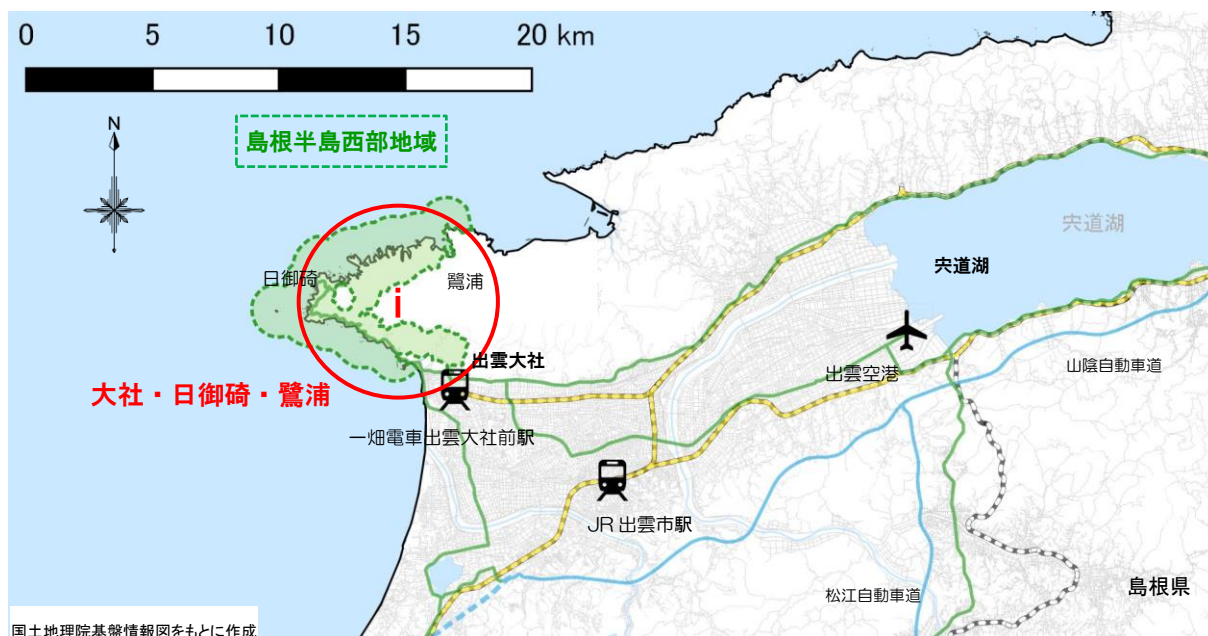 0 5 10 15 20 km
N
島根半島西部地域
宍道湖
日御碕
鷺浦
宍道湖
i
出雲大社
山陰自動車道
出雲空港
大社・日御碕・鷺浦
一畑電車出雲大社前駅
JR 出雲市駅
島根県
松江自動車道
国土地理院基盤情報図をもとに作成